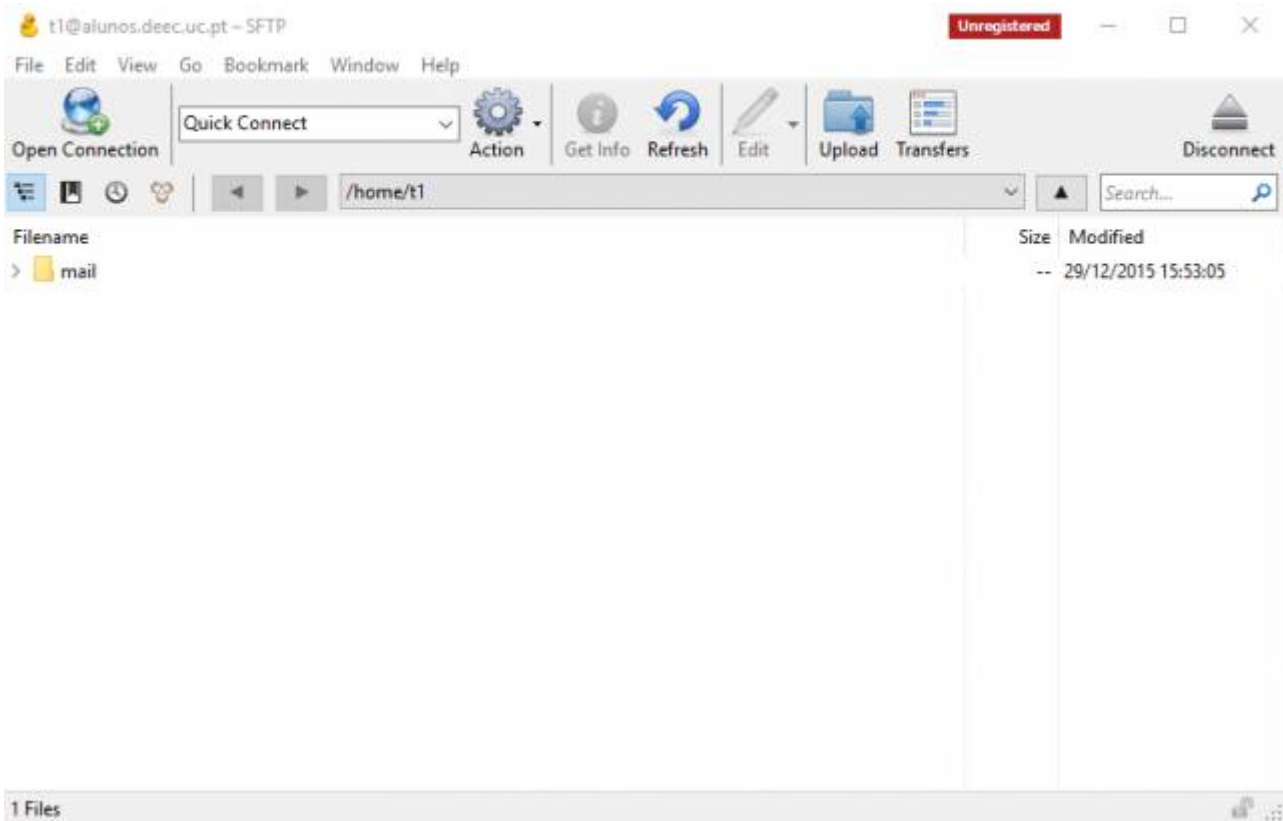 t1@alunos.deec.uc.pt – SFTP Unregistered
File Edit View Go Bookmark Window Help
Quick Connect
Open Connection Action Get Info Refresh Edit Upload Transfers Disconnect
/home/t1 Search...
Filename Size Modified
mail -- 29/12/2015 15:53:05
1 Files